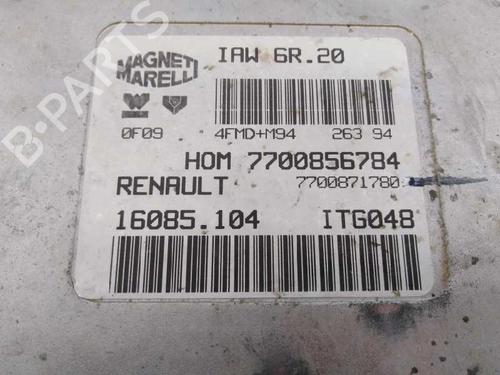 MAGNETI MARELLI
IAW 6R.20
0F09
4FMD+M94
263 94
HOM 7700856784
RENAULT
7700871780
16085.104
ITG048
B-PARTS